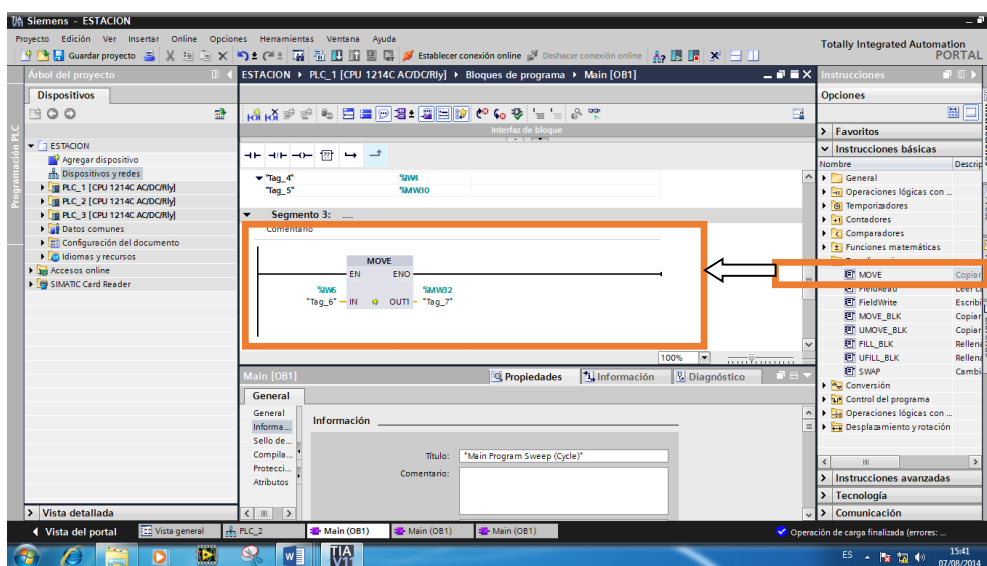 Siemens - ESTACION
Proyecto Edición Ver Insertar Online Opciones Herramientas Ventana Ayuda
Guardar proyecto
Establecer conexión online
Deshacer conexión online
Totally Integrated Automation
PORTAL
Árbol del proyecto
ESTACION PLC_1 [CPU 1214C AC/DC/Rly] Bloques de programa Main [OB1]
Instrucciones
Dispositivos
Opciones
Programación PLC
Interfaz de bloque
Favoritos
Instrucciones básicas
Nombre Descrip
ESTACION
Agregar dispositivo
Dispositivos y redes
PLC_1 [CPU 1214C AC/DC/Rly]
PLC_2 [CPU 1214C AC/DC/Rly]
PLC_3 [CPU 1214C AC/DC/Rly]
Datos comunes
Configuración del documento
Idiomas y recursos
Accesos online
SIMATIC Card Reader
"Tag_4" %IW4
"Tag_5" %MW30
Segmento 3: .....
Comentario
MOVE
EN ENO
%IW6 %MW32
"Tag_6" IN OUT1 "Tag_7"
General
Operaciones lógicas con ...
Temporizadores
Contadores
Comparadores
Funciones matemáticas
MOVE Copiar
FieldRead Leer ca
FieldWrite Escribi
MOVE_BLK Copiar
UMOVE_BLK Copiar
FILL_BLK Rellena
UFILL_BLK Rellena
SWAP Cambi
Conversión
Control del programa
Operaciones lógicas con ...
Desplazamiento y rotación
100%
Main [OB1]
Propiedades Información Diagnóstico
General
General
Informa...
Sello de...
Compila...
Protecci...
Atributos
Información
Título: "Main Program Sweep (Cycle)"
Comentario:
Instrucciones avanzadas
Tecnología
Comunicación
Vista detallada
Vista del portal Vista general PLC_2 Main (OB1) Main (OB1) Main (OB1)
Operación de carga finalizada (errores: ...
TIA
V11
ES
15:41
07/08/2014